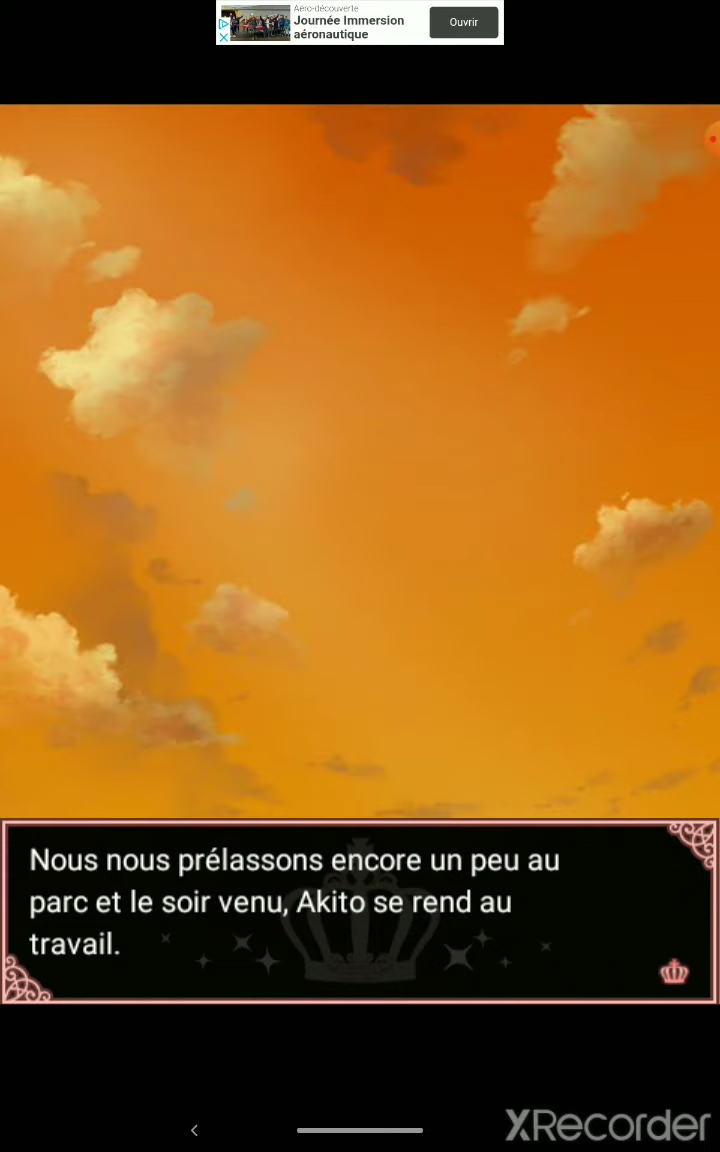 Aéro-découverte
Journée Immersion
aéronautique
Ouvrir
Nous nous prélassons encore un peu au
parc et le soir venu, Akito se rend au
travail.
XRecorder